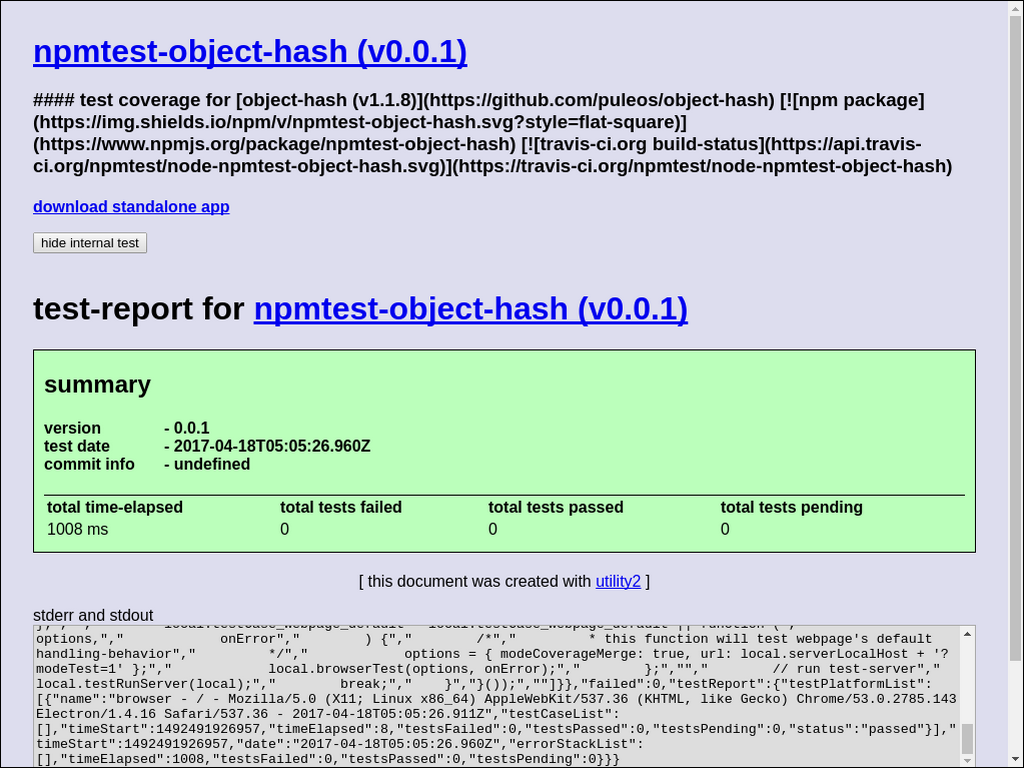 npmtest-object-hash (v0.0.1)
#### test coverage for [object-hash (v1.1.8)](https://github.com/puleos/object-hash) [![npm package]
(https://img.shields.io/npm/v/npmtest-object-hash.svg?style=flat-square)]
(https://www.npmjs.org/package/npmtest-object-hash) [![travis-ci.org build-status](https://api.travis-
ci.org/npmtest/node-npmtest-object-hash.svg)](https://travis-ci.org/npmtest/node-npmtest-object-hash)
download standalone app
hide internal test
test-report for npmtest-object-hash (v0.0.1)
summary
version - 0.0.1
test date - 2017-04-18T05:05:26.960Z
commit info - undefined
total time-elapsed total tests failed total tests passed total tests pending
1008 ms 0 0 0
[ this document was created with utility2 ]
stderr and stdout
options,"," onError"," ) {"," /*"," * this function will test webpage's default
handling-behavior"," */"," options = { modeCoverageMerge: true, url: local.serverLocalHost + '?
modeTest=1' };"," local.browserTest(options, onError);"," };",""," // run test-server","
local.testRunServer(local);"," break;"," }","}());",""]}},"failed":0,"testReport":{"testPlatformList":
[{"name":"browser - / - Mozilla/5.0 (X11; Linux x86_64) AppleWebKit/537.36 (KHTML, like Gecko) Chrome/53.0.2785.143
Electron/1.4.16 Safari/537.36 - 2017-04-18T05:05:26.911Z","testCaseList":
[],"timeStart":1492491926957,"timeElapsed":8,"testsFailed":0,"testsPassed":0,"testsPending":0,"status":"passed"}],"
timeStart":1492491926957,"date":"2017-04-18T05:05:26.960Z","errorStackList":
[],"timeElapsed":1008,"testsFailed":0,"testsPassed":0,"testsPending":0}}}